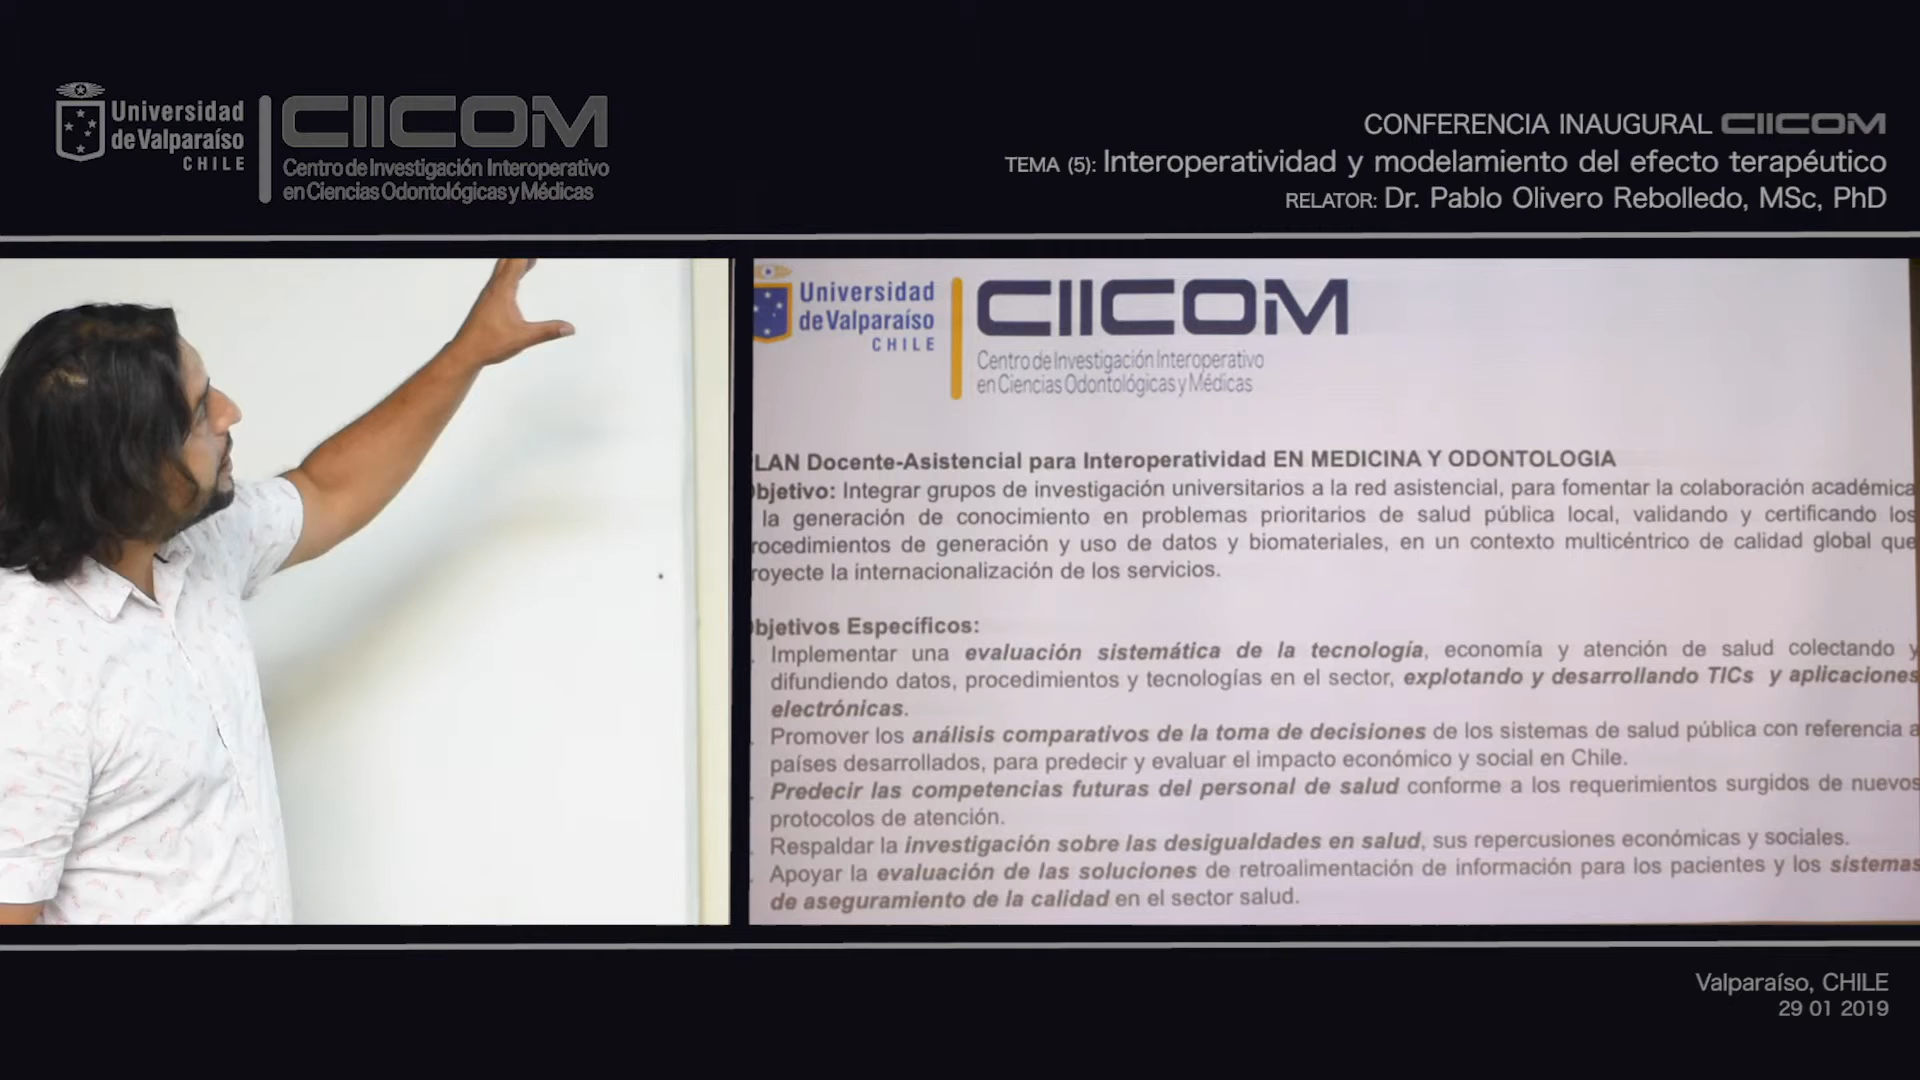 Universidad
de Valparaíso
CHILE
CIICOM
Centro de Investigación Interoperativo
en Ciencias Odontológicas y Médicas
CONFERENCIA INAUGURAL CIICOM
TEMA (5): Interoperatividad y modelamiento del efecto terapéutico
RELATOR: Dr. Pablo Olivero Rebolledo, MSc, PhD
Universidad
de Valparaíso
CHILE
CIICOM
Centro de Investigación Interoperativo
en Ciencias Odontológicas y Médicas
LAN Docente-Asistencial para Interoperatividad EN MEDICINA Y ODONTOLOGIA
bjetivo: Integrar grupos de investigación universitarios a la red asistencial, para fomentar la colaboración académica
la generación de conocimiento en problemas prioritarios de salud pública local, validando y certificando los
rocedimientos de generación y uso de datos y biomateriales, en un contexto multicéntrico de calidad global que
royecte la internacionalización de los servicios.
bjetivos Específicos:
Implementar una evaluación sistemática de la tecnología, economía y atención de salud colectando y
difundiendo datos, procedimientos y tecnologías en el sector, explotando y desarrollando TICs y aplicaciones
electrónicas.
Promover los análisis comparativos de la toma de decisiones de los sistemas de salud pública con referencia a
países desarrollados, para predecir y evaluar el impacto económico y social en Chile.
Predecir las competencias futuras del personal de salud conforme a los requerimientos surgidos de nuevos
protocolos de atención.
Respaldar la investigación sobre las desigualdades en salud, sus repercusiones económicas y sociales.
Apoyar la evaluación de las soluciones de retroalimentación de información para los pacientes y los sistemas
de aseguramiento de la calidad en el sector salud.
Valparaíso, CHILE
29 01 2019